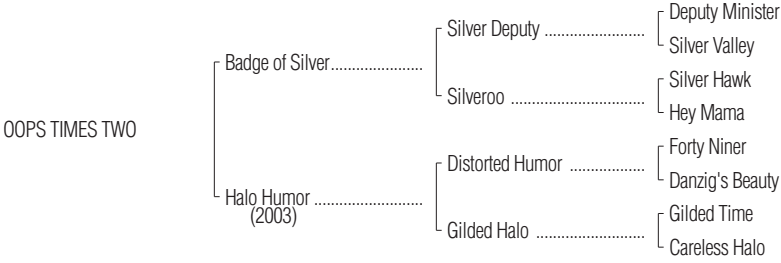 Deputy Minister
Silver Deputy ........................
Silver Valley
Badge of Silver......................
Silver Hawk
Silveroo ................................
Hey Mama
OOPS TIMES TWO
Forty Niner
Distorted Humor ..................
Danzig's Beauty
Halo Humor ..........................
(2003)
Gilded Time
Gilded Halo ..........................
Careless Halo